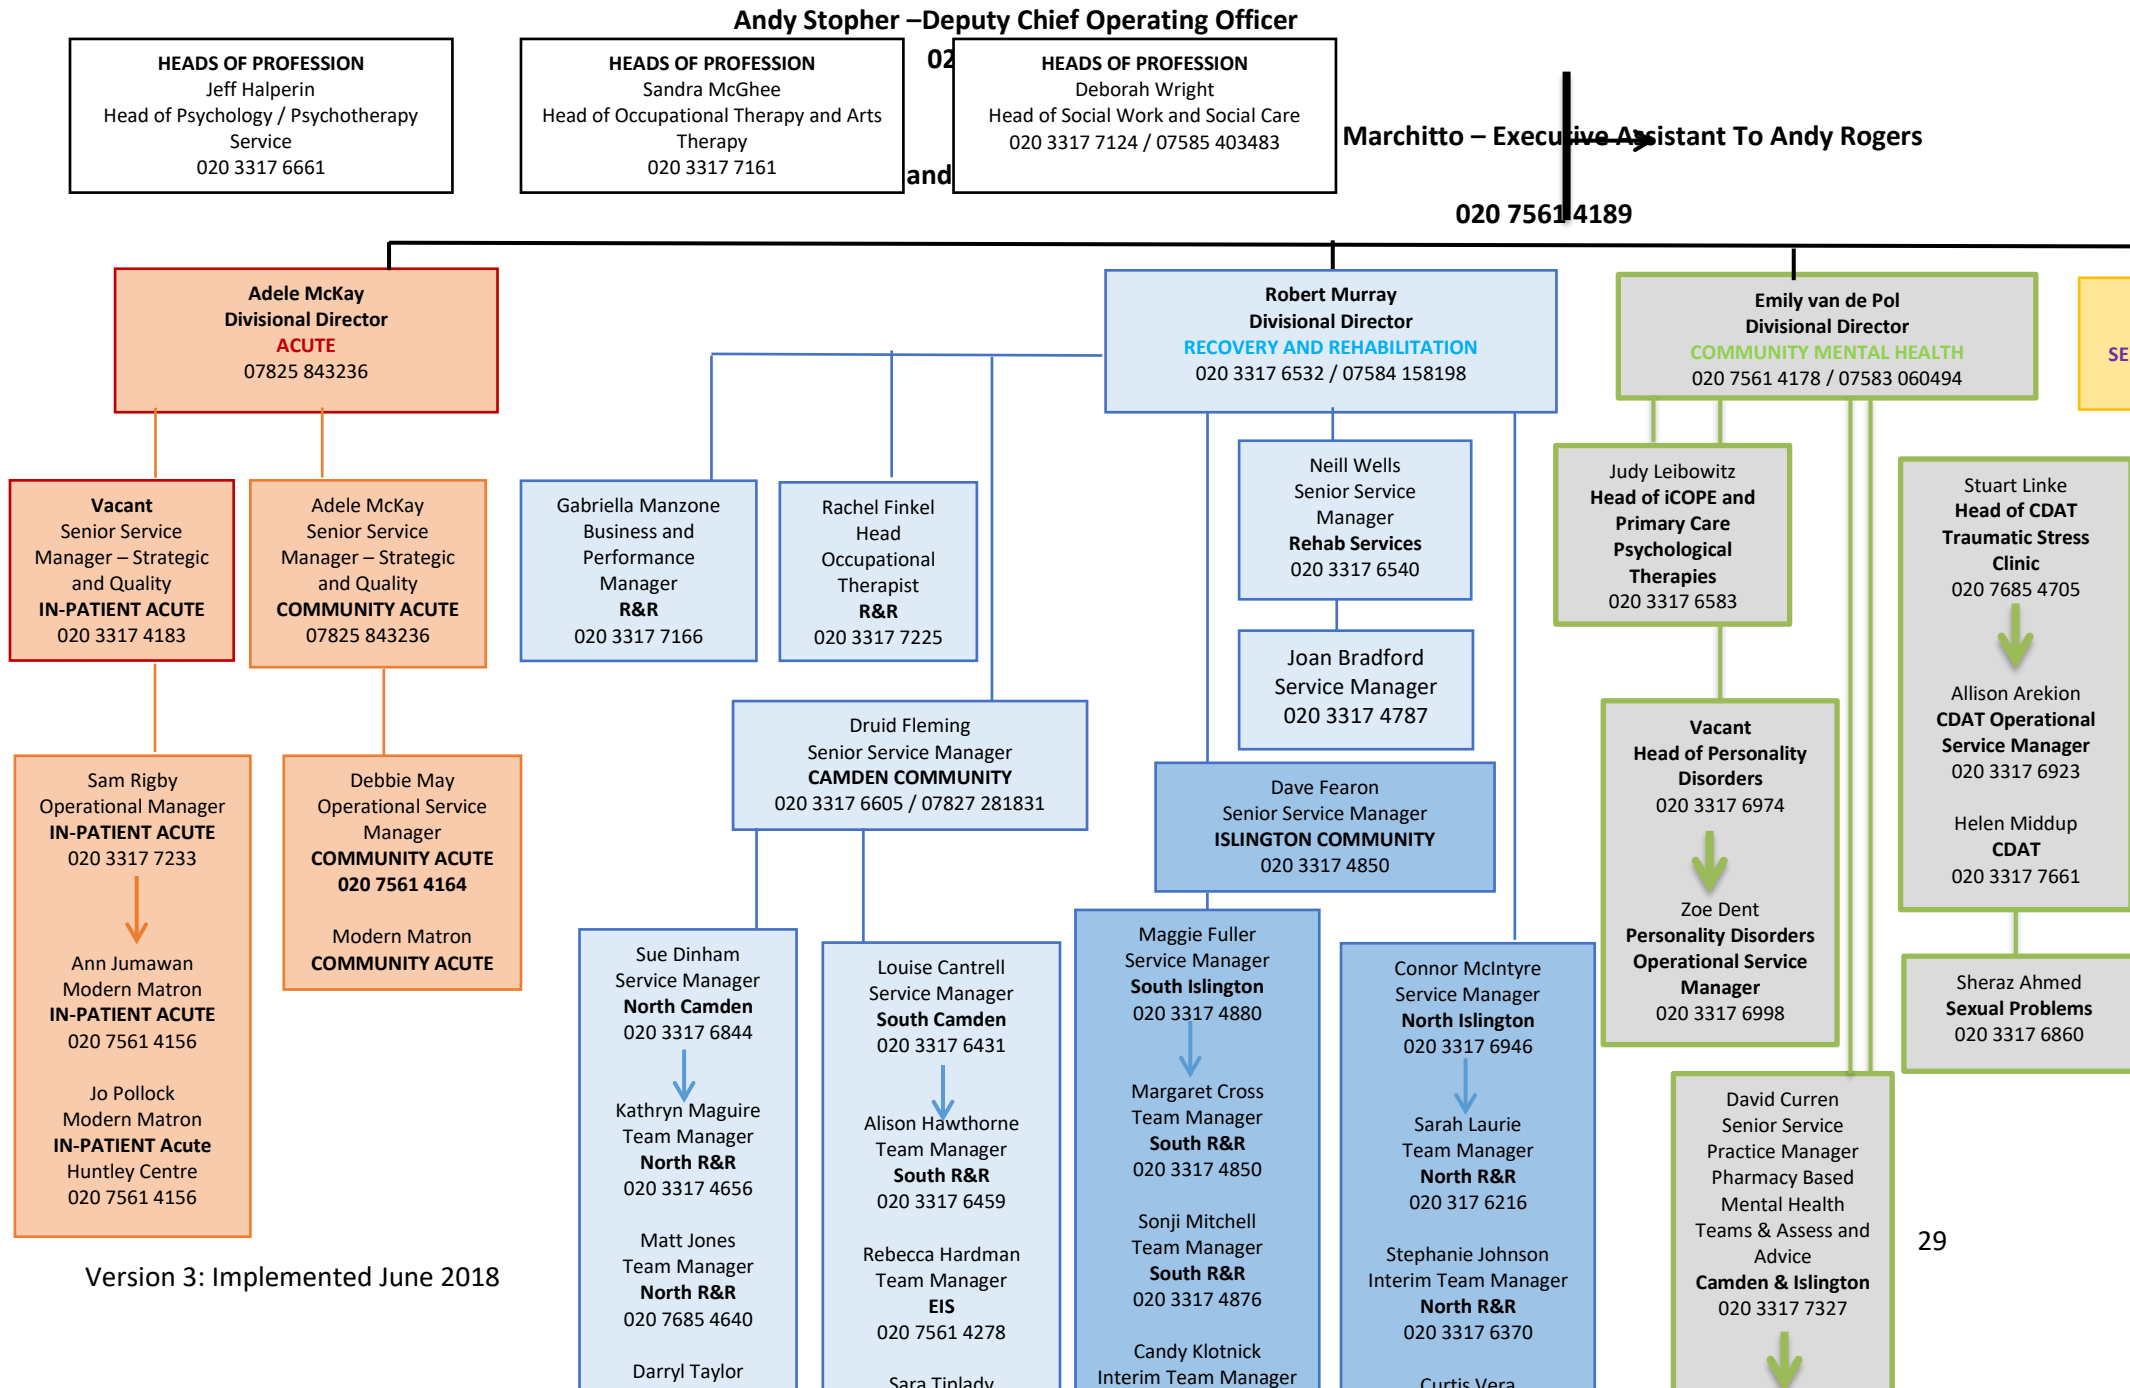 Andy Stopher –Deputy Chief Operating Officer
02
Marchitto – Executive Assistant To Andy Rogers
and
020 7561 4189
HEADS OF PROFESSION
Jeff Halperin
Head of Psychology / Psychotherapy
Service
020 3317 6661
HEADS OF PROFESSION
Sandra McGhee
Head of Occupational Therapy and Arts
Therapy
020 3317 7161
HEADS OF PROFESSION
Deborah Wright
Head of Social Work and Social Care
020 3317 7124 / 07585 403483
Adele McKay
Divisional Director
ACUTE
07825 843236
Robert Murray
Divisional Director
RECOVERY AND REHABILITATION
020 3317 6532 / 07584 158198
Emily van de Pol
Divisional Director
COMMUNITY MENTAL HEALTH
020 7561 4178 / 07583 060494
SE
Vacant
Senior Service
Manager – Strategic
and Quality
IN-PATIENT ACUTE
020 3317 4183
Adele McKay
Senior Service
Manager – Strategic
and Quality
COMMUNITY ACUTE
07825 843236
Gabriella Manzone
Business and
Performance
Manager
R&R
020 3317 7166
Rachel Finkel
Head
Occupational
Therapist
R&R
020 3317 7225
Neill Wells
Senior Service
Manager
Rehab Services
020 3317 6540
Joan Bradford
Service Manager
020 3317 4787
Judy Leibowitz
Head of iCOPE and
Primary Care
Psychological
Therapies
020 3317 6583
Stuart Linke
Head of CDAT
Traumatic Stress
Clinic
020 7685 4705
Allison Arekion
CDAT Operational
Service Manager
020 3317 6923
Helen Middup
CDAT
020 3317 7661
Sam Rigby
Operational Manager
IN-PATIENT ACUTE
020 3317 7233
Ann Jumawan
Modern Matron
IN-PATIENT ACUTE
020 7561 4156
Jo Pollock
Modern Matron
IN-PATIENT Acute
Huntley Centre
020 7561 4156
Debbie May
Operational Service
Manager
COMMUNITY ACUTE
020 7561 4164
Modern Matron
COMMUNITY ACUTE
Druid Fleming
Senior Service Manager
CAMDEN COMMUNITY
020 3317 6605 / 07827 281831
Dave Fearon
Senior Service Manager
ISLINGTON COMMUNITY
020 3317 4850
Vacant
Head of Personality
Disorders
020 3317 6974
Zoe Dent
Personality Disorders
Operational Service
Manager
020 3317 6998
Sheraz Ahmed
Sexual Problems
020 3317 6860
Sue Dinham
Service Manager
North Camden
020 3317 6844
Kathryn Maguire
Team Manager
North R&R
020 3317 4656
Matt Jones
Team Manager
North R&R
020 7685 4640
Darryl Taylor
Louise Cantrell
Service Manager
South Camden
020 3317 6431
Alison Hawthorne
Team Manager
South R&R
020 3317 6459
Rebecca Hardman
Team Manager
EIS
020 7561 4278
Sara Tiplady
Maggie Fuller
Service Manager
South Islington
020 3317 4880
Margaret Cross
Team Manager
South R&R
020 3317 4850
Sonji Mitchell
Team Manager
South R&R
020 3317 4876
Candy Klotnick
Interim Team Manager
Connor McIntyre
Service Manager
North Islington
020 3317 6946
Sarah Laurie
Team Manager
North R&R
020 317 6216
Stephanie Johnson
Interim Team Manager
North R&R
020 3317 6370
Curtis Vera
David Curren
Senior Service
Practice Manager
Pharmacy Based
Mental Health
Teams & Assess and
Advice
Camden & Islington
020 3317 7327
29
Version 3: Implemented June 2018